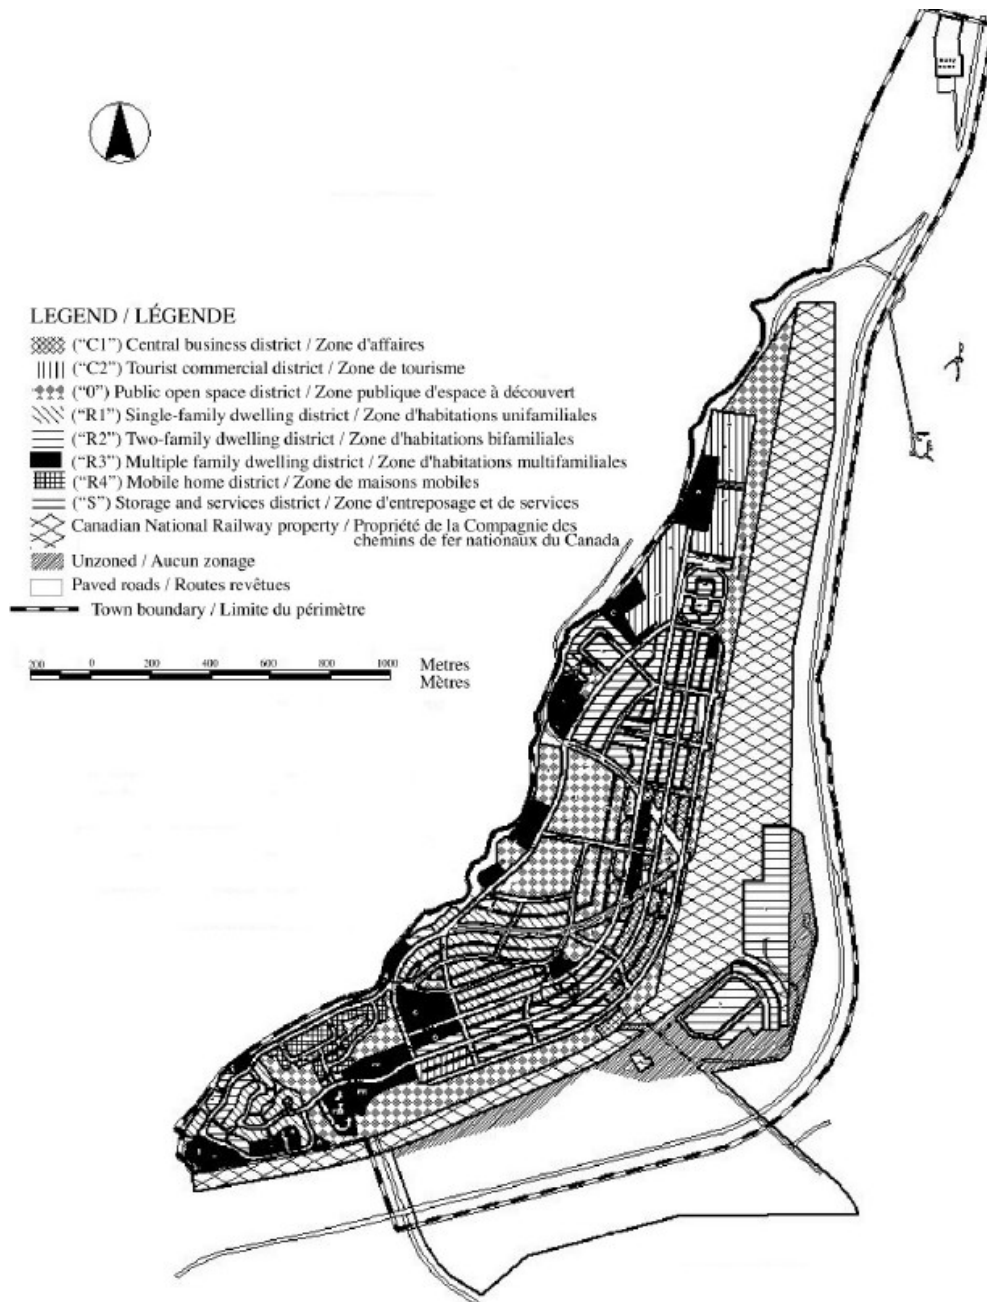 LEGEND / LÉGENDE
("C1") Central business district / Zone d'affaires
("C2") Tourist commercial district / Zone de tourisme
("0") Public open space district / Zone publique d'espace à découvert
("R1") Single-family dwelling district / Zone d'habitations unifamiliales
("R2") Two-family dwelling district / Zone d'habitations bifamiliales
("R3") Multiple family dwelling district / Zone d'habitations multifamiliales
("R4") Mobile home district / Zone de maisons mobiles
("S") Storage and services district / Zone d'entreposage et de services
Canadian National Railway property / Propriété de la Compagnie des
chemins de fer nationaux du Canada
Unzoned / Aucun zonage
Paved roads / Routes revêtues
Town boundary / Limite du périmètre
200 0 200 400 600 800 1000 Metres
Mètres